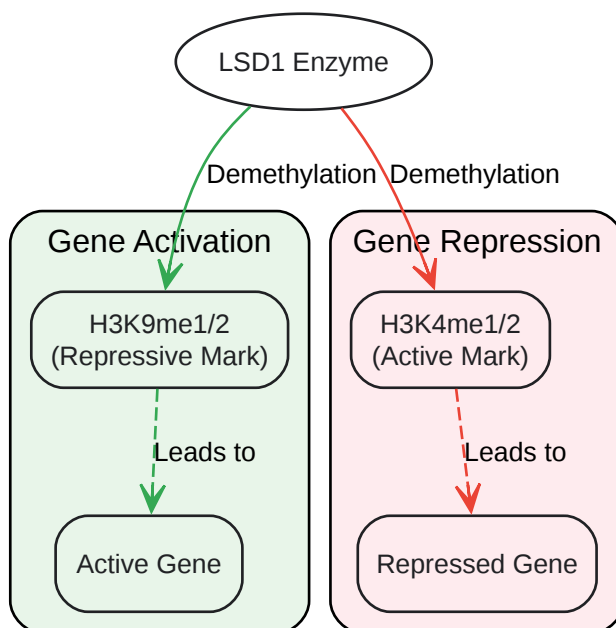 LSD1 Enzyme
Demethylation
Demethylation
Gene Activation
Gene Repression
H3K9me1/2
(Repressive Mark)
H3K4me1/2
(Active Mark)
Leads to
Leads to
Active Gene
Repressed Gene